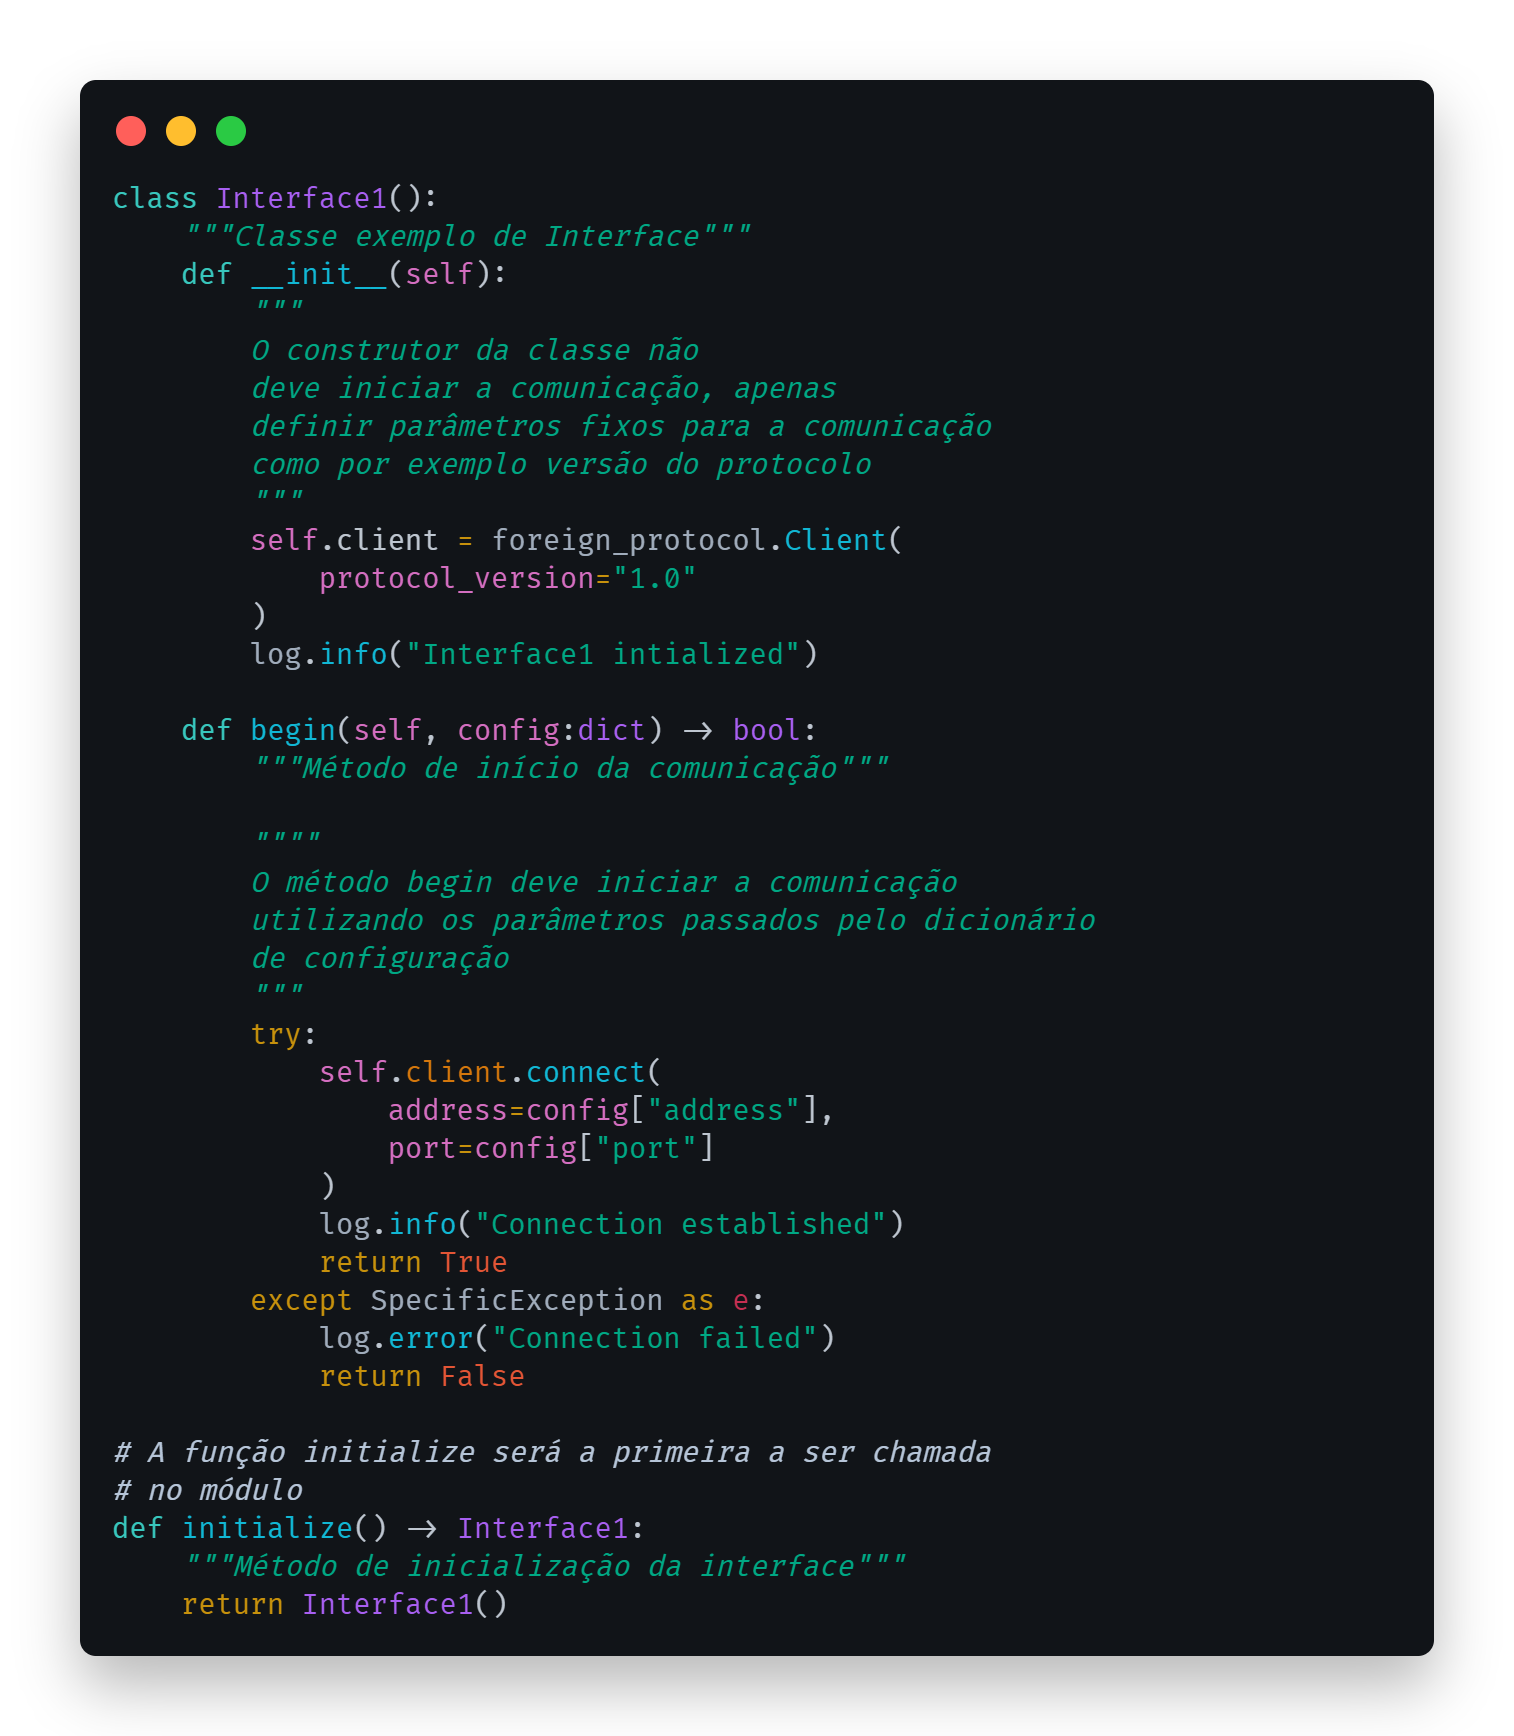 class Interface1():
    """Classe exemplo de Interface"""
    def __init__(self):
        """
        O construtor da classe não
        deve iniciar a comunicação, apenas
        definir parâmetros fixos para a comunicação
        como por exemplo versão do protocolo
        """
        self.client = foreign_protocol.Client(
            protocol_version="1.0"
        )
        log.info("Interface1 intialized")

    def begin(self, config:dict) -> bool:
        """Método de início da comunicação"""

        """"
        O método begin deve iniciar a comunicação
        utilizando os parâmetros passados pelo dicionário
        de configuração
        """
        try:
            self.client.connect(
                address=config["address"],
                port=config["port"]
            )
            log.info("Connection established")
            return True
        except SpecificException as e:
            log.error("Connection failed")
            return False

# A função initialize será a primeira a ser chamada
# no módulo
def initialize() -> Interface1:
    """Método de inicialização da interface"""
    return Interface1()